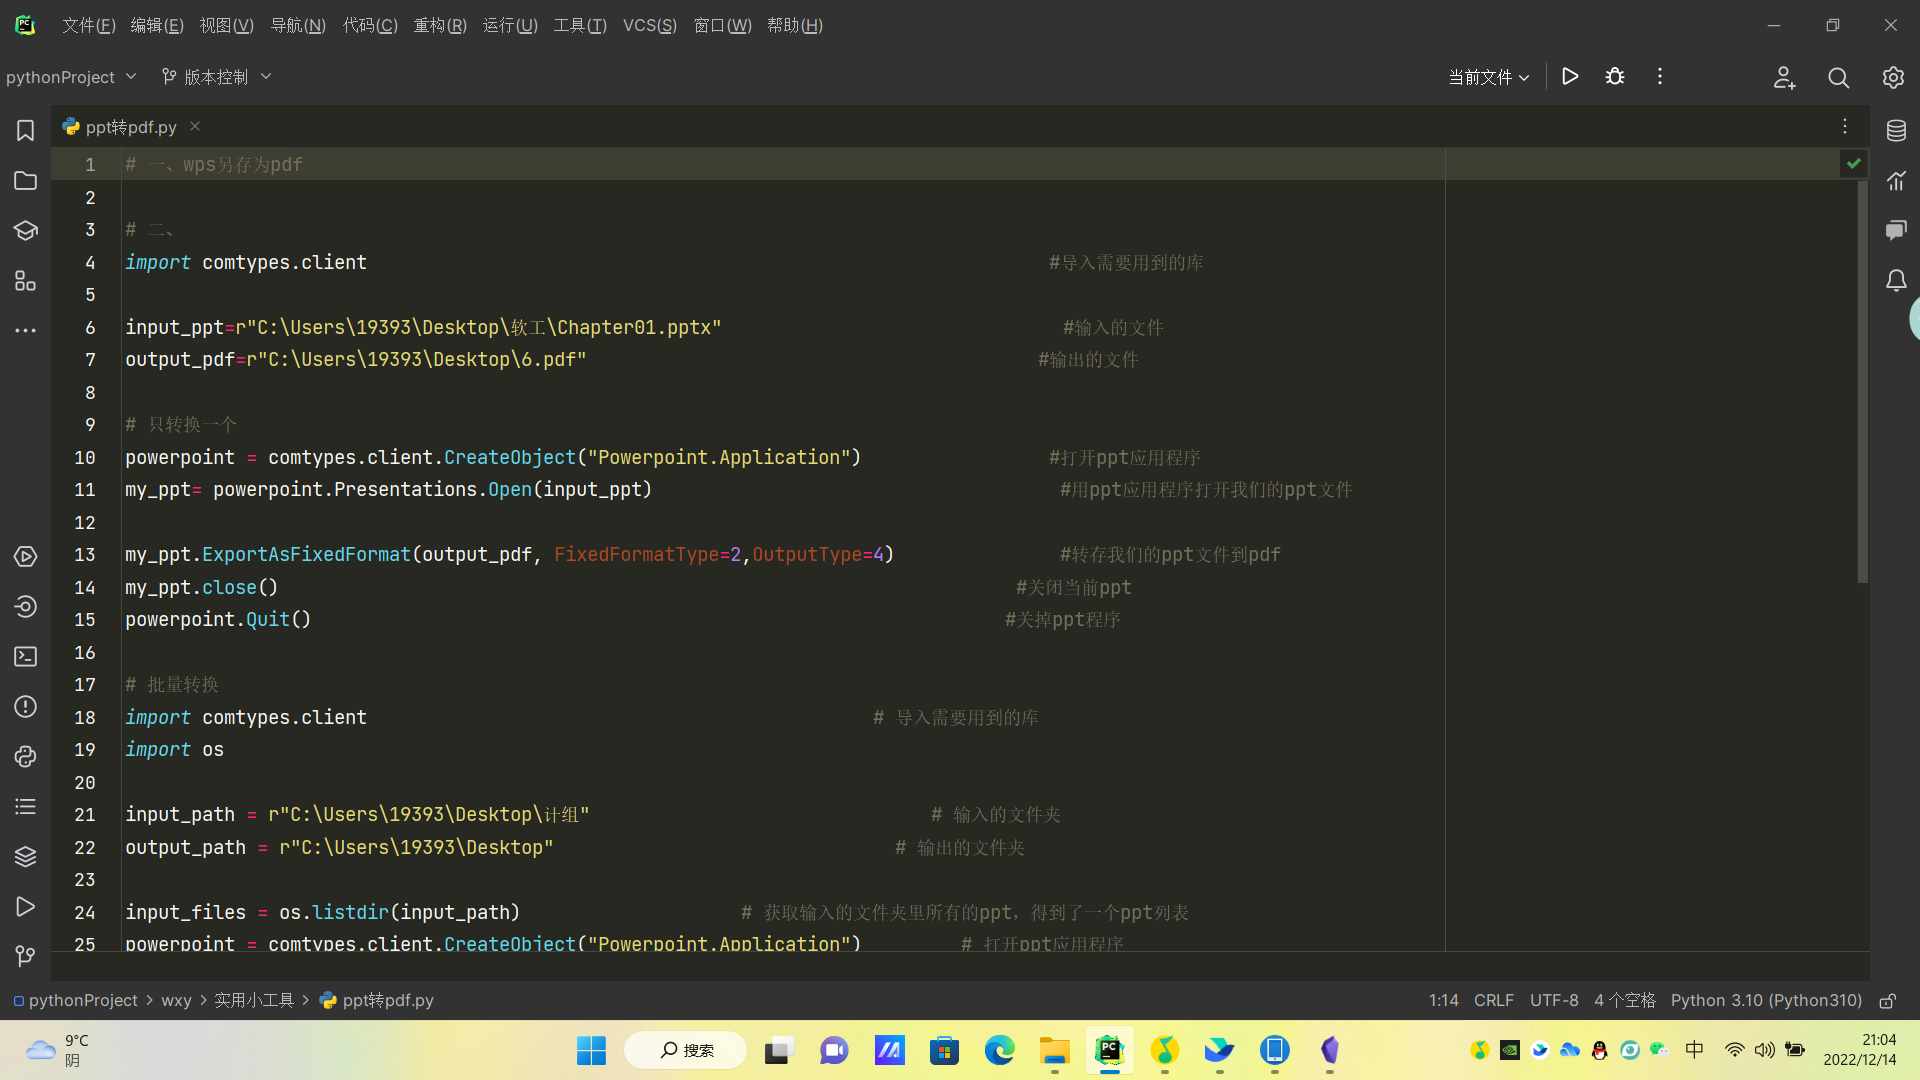 文件(F) 编辑(E) 视图(V) 导航(N) 代码(C) 重构(R) 运行(U) 工具(T) VCS(S) 窗口(W) 帮助(H)
pythonProject 版本控制 当前文件
ppt转pdf.py
1 # 一、wps另存为pdf
2
3 # 二、
4 import comtypes.client #导入需要用到的库
5
6 input_ppt=r"C:\Users\19393\Desktop\软工\Chapter01.pptx" #输入的文件
7 output_pdf=r"C:\Users\19393\Desktop\6.pdf" #输出的文件
8
9 # 只转换一个
10 powerpoint = comtypes.client.CreateObject("Powerpoint.Application") #打开ppt应用程序
11 my_ppt= powerpoint.Presentations.Open(input_ppt) #用ppt应用程序打开我们的ppt文件
12
13 my_ppt.ExportAsFixedFormat(output_pdf, FixedFormatType=2,OutputType=4) #转存我们的ppt文件到pdf
14 my_ppt.close() #关闭当前ppt
15 powerpoint.Quit() #关掉ppt程序
16
17 # 批量转换
18 import comtypes.client # 导入需要用到的库
19 import os
20
21 input_path = r"C:\Users\19393\Desktop\计组" # 输入的文件夹
22 output_path = r"C:\Users\19393\Desktop" # 输出的文件夹
23
24 input_files = os.listdir(input_path) # 获取输入的文件夹里所有的ppt，得到了一个ppt列表
25 powerpoint = comtypes.client.CreateObject("Powerpoint.Application") # 打开ppt应用程序
pythonProject > wxy > 实用小工具 > ppt转pdf.py 1:14 CRLF UTF-8 4 个空格 Python 3.10 (Python310)
9°C
阴
搜索
中
21:04
2022/12/14